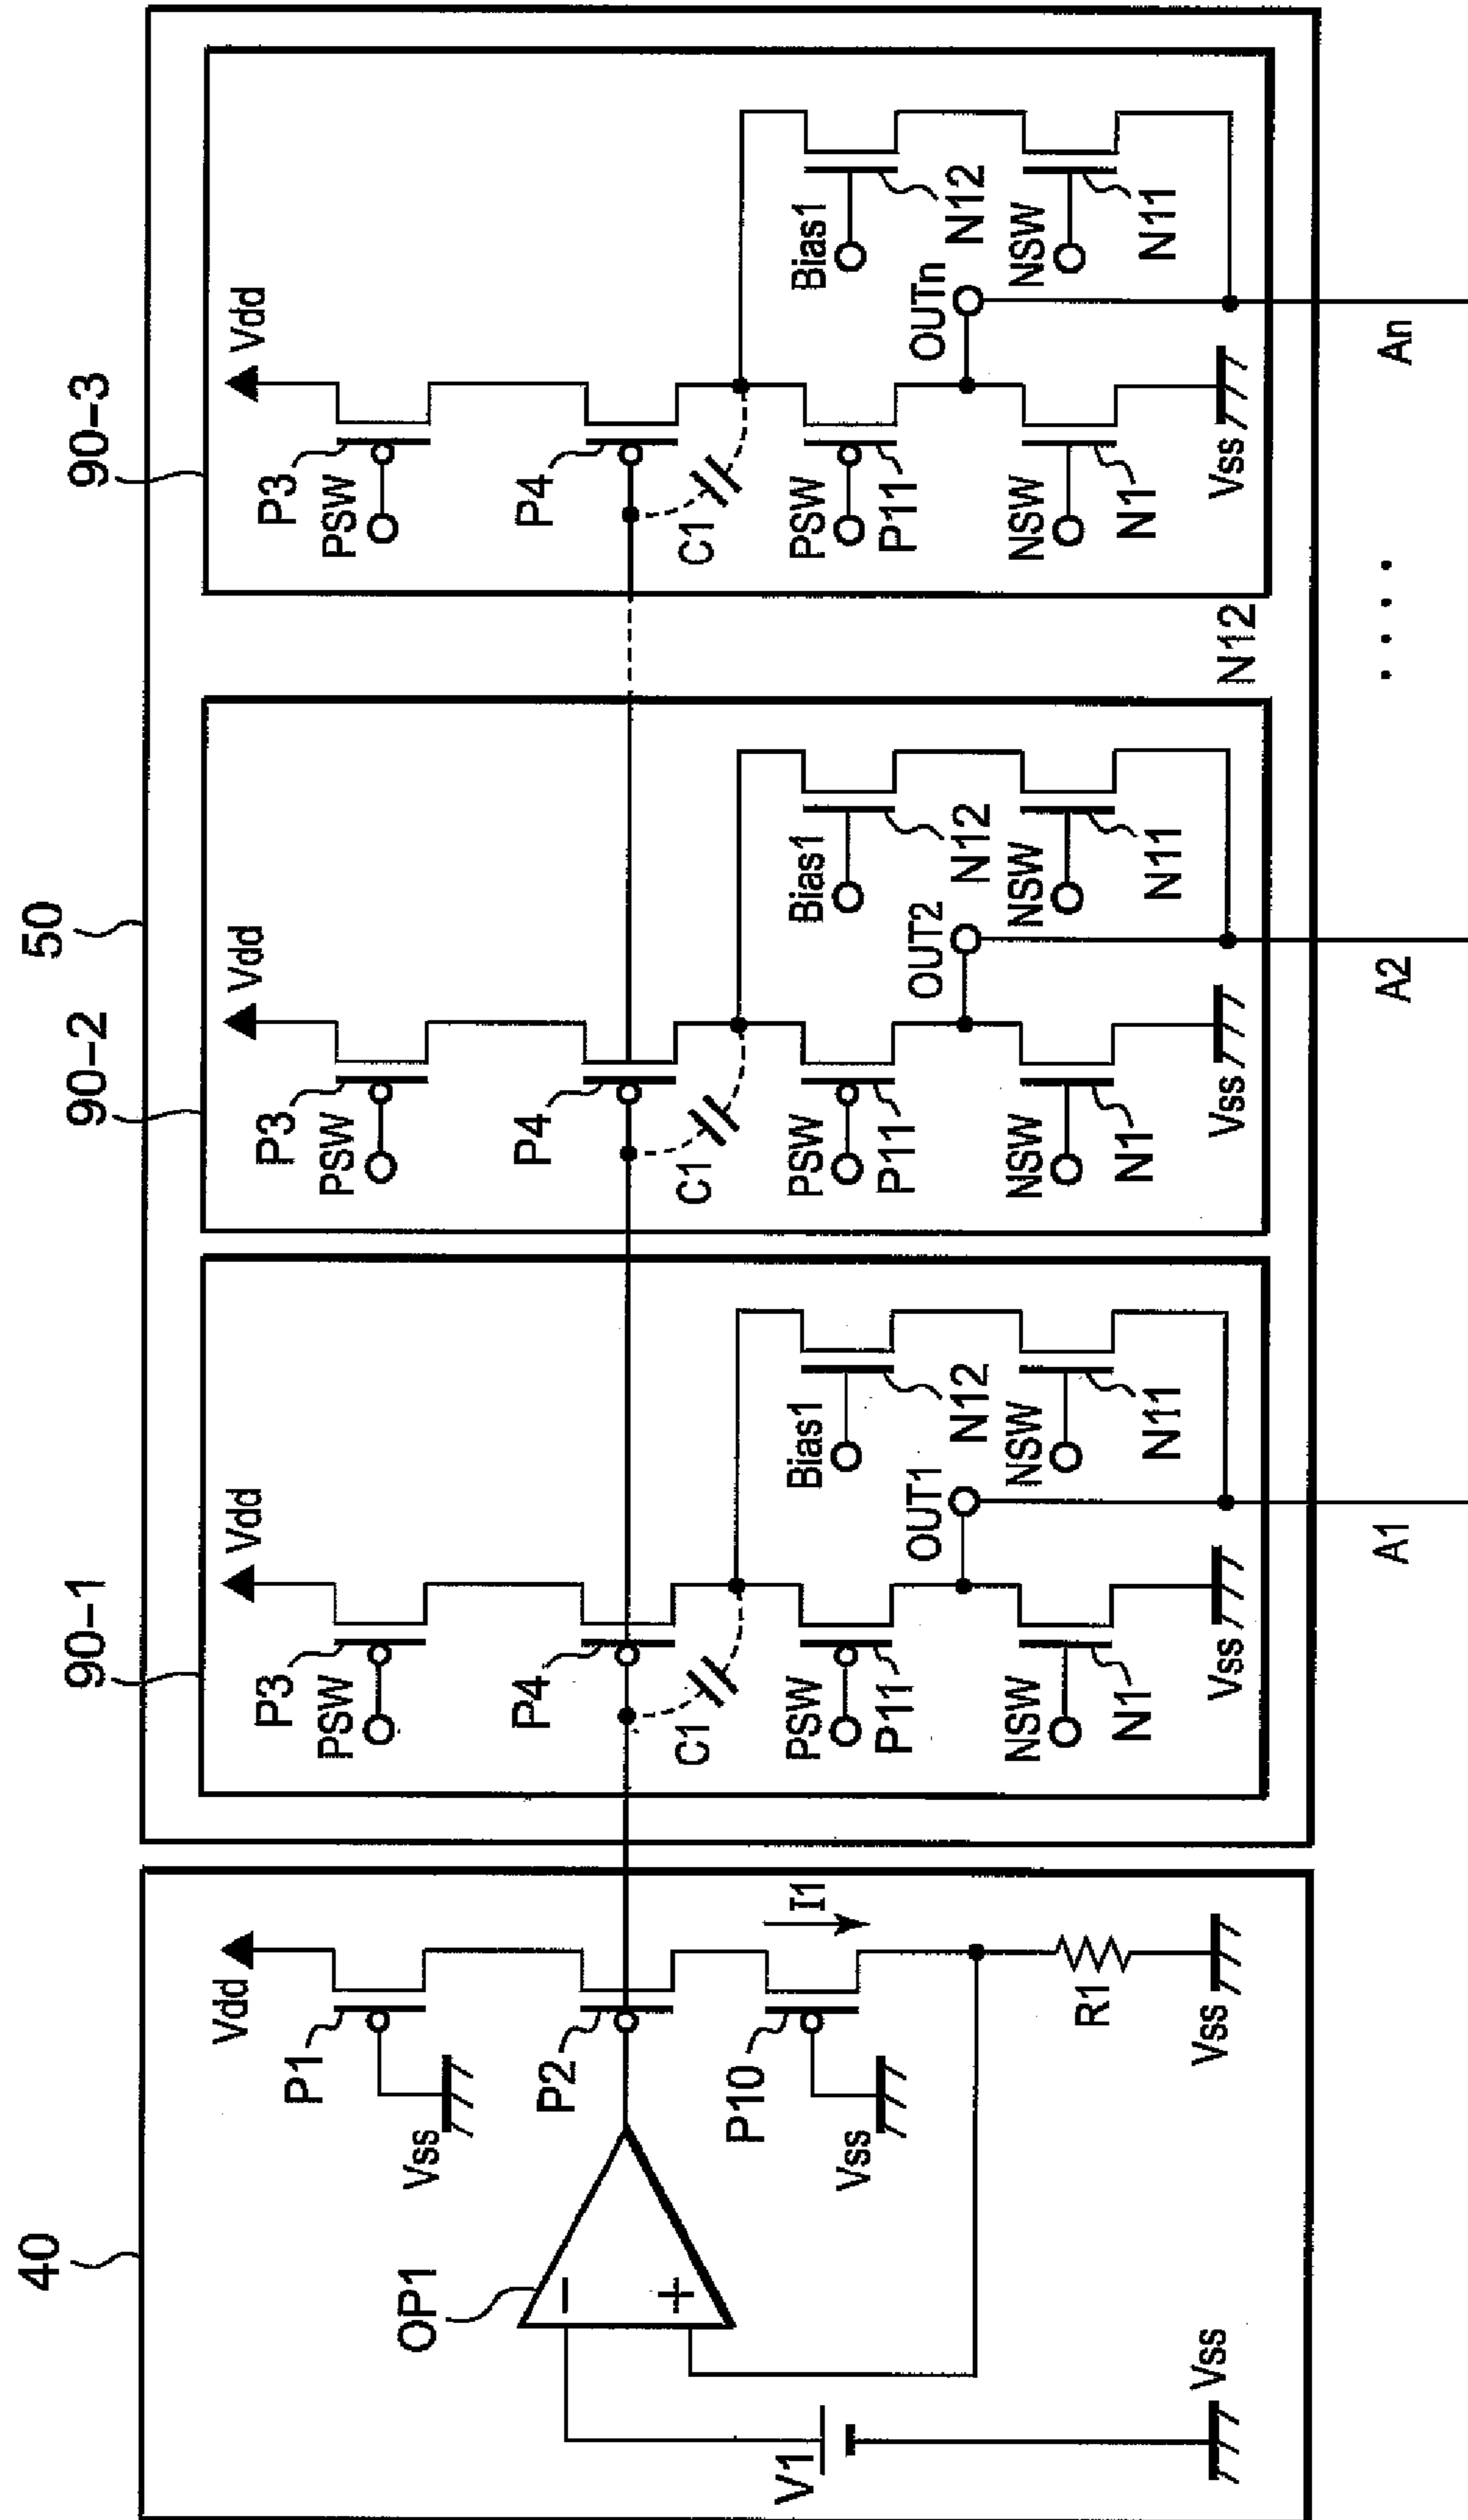 40
50
90-1
90-2
90-3
OP1
V1
Vss
Vdd
P1
Vss
P2
P10
Vss
I1
R1
Vss
Vdd
P3
PSW
P4
C1
PSW
P11
NSW
N1
Vss
OUT1
Bias1
N12
NSW
N11
A1
Vdd
P3
PSW
P4
C1
PSW
P11
NSW
N1
Vss
OUT2
Bias1
N12
NSW
N11
A2
N12
Vdd
P3
PSW
P4
C1
PSW
P11
NSW
N1
Vss
OUTn
Bias1
N12
NSW
N11
An